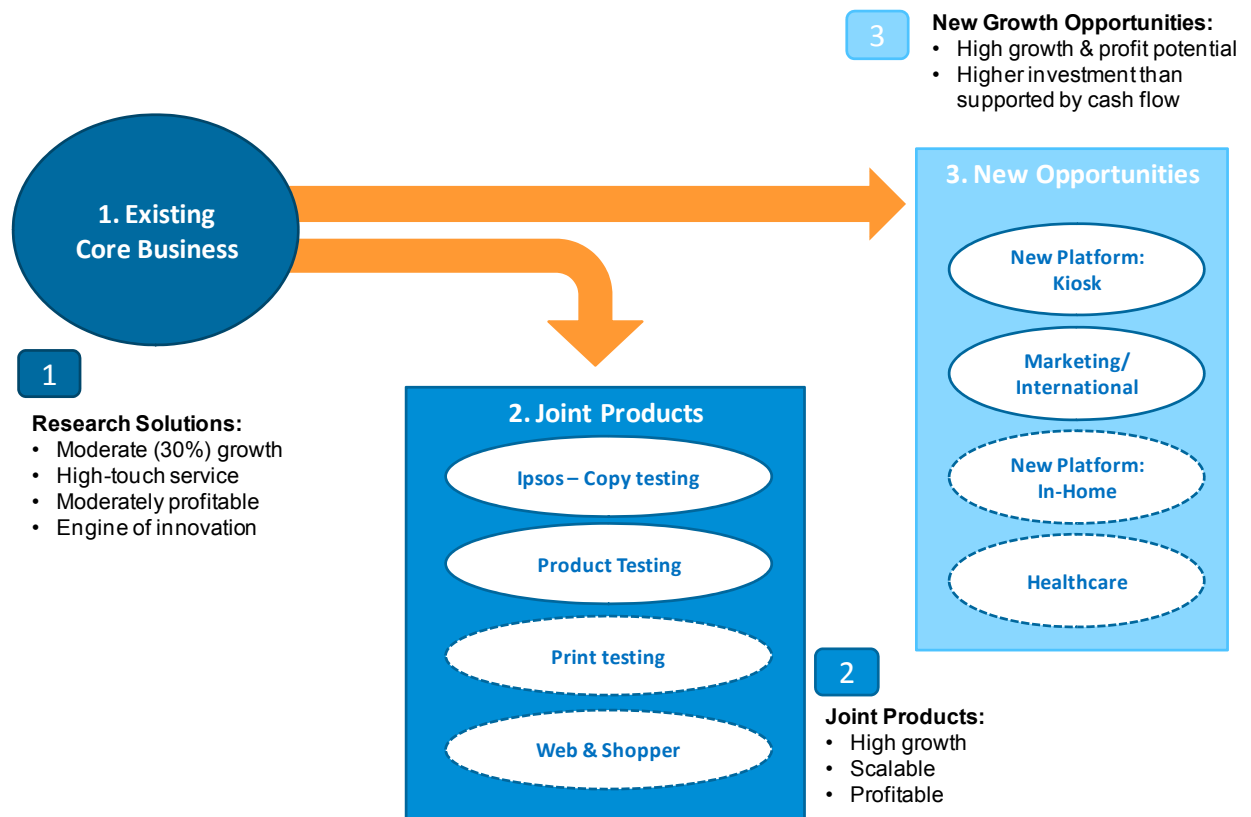 3
New Growth Opportunities:
• High growth & profit potential
• Higher investment than
supported by cash flow
1. Existing
Core Business
3. New Opportunities
New Platform:
Kiosk
Marketing/
International
New Platform:
In-Home
Healthcare
1
Research Solutions:
• Moderate (30%) growth
• High-touch service
• Moderately profitable
• Engine of innovation
2. Joint Products
Ipsos – Copy testing
Product Testing
Print testing
Web & Shopper
2
Joint Products:
• High growth
• Scalable
• Profitable